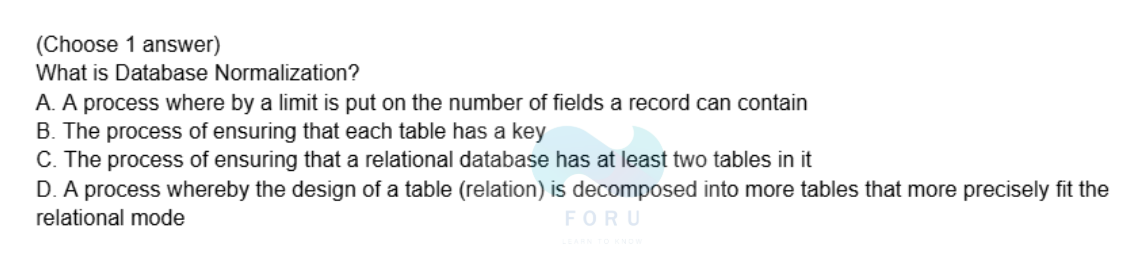 (Choose 1 answer)
What is Database Normalization?
A. A process where by a limit is put on the number of fields a record can contain
B. The process of ensuring that each table has a key
C. The process of ensuring that a relational database has at least two tables in it
D. A process whereby the design of a table (relation) is decomposed into more tables that more precisely fit the
relational mode
FORU
LEARN TO KNOW